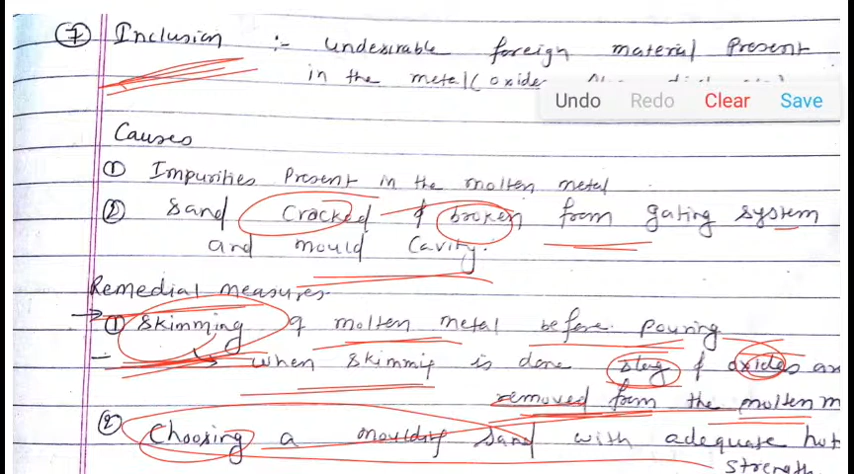 ⑦ Inclusion :- undesirable foreign material Present
in the metal (oxides
Undo Redo Clear Save
Causes
① Impurities Present in the molten metal
② Sand Cracked & broken from gating system
and mould cavity.
Remedial measures
→ ① Skimming of molten metal before pouring
→ when skimmig is done slag & oxides are
removed from the molten m
② Choosing a mouldig sand with adequate hot
strength